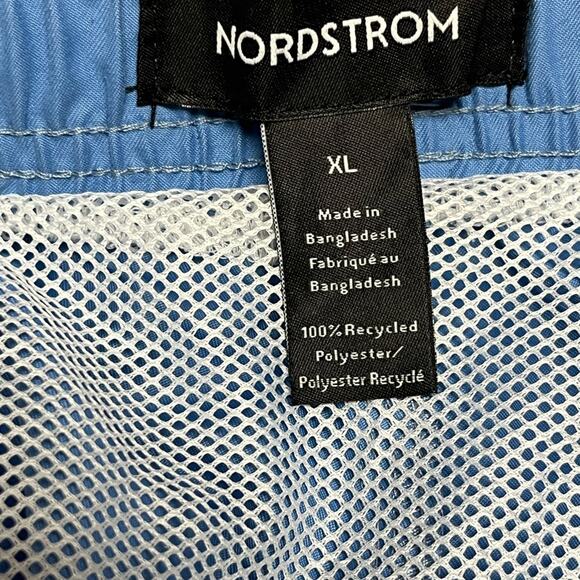 NORDSTROM
XL
Made in
Bangladesh
Fabriqué au
Bangladesh
100% Recycled
Polyester/
Polyester Recyclé